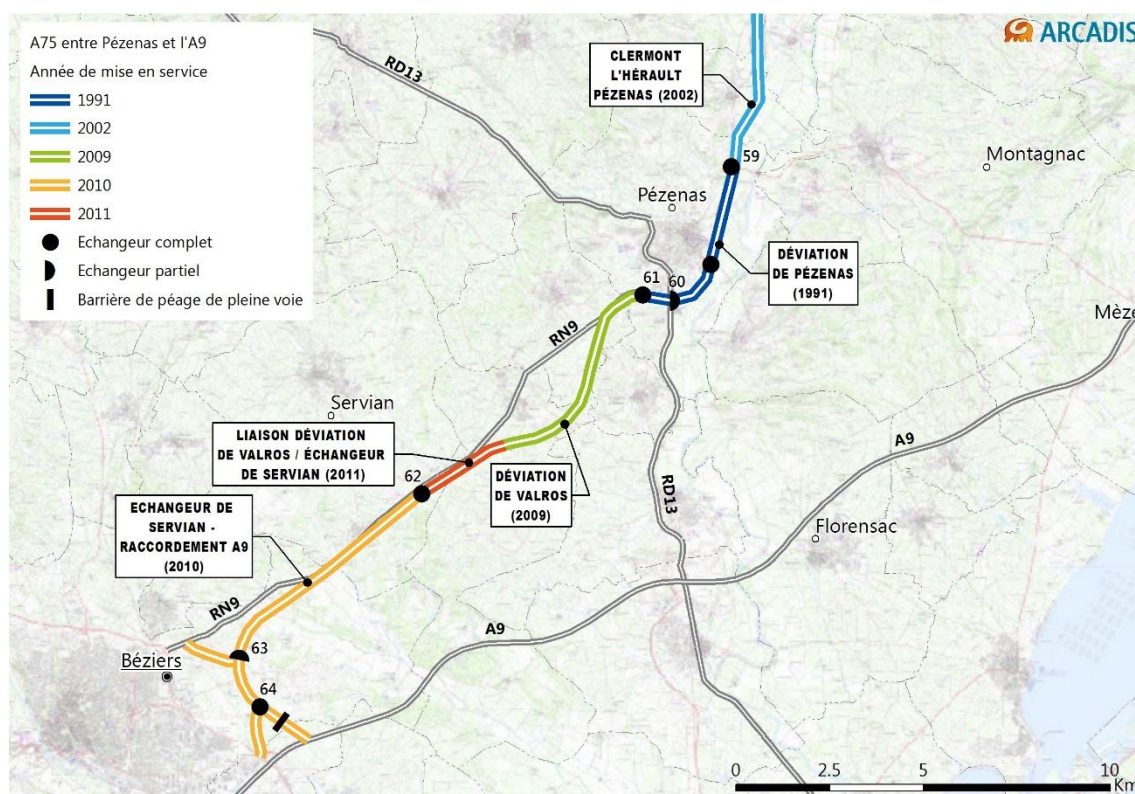 A75 entre Pézenas et l'A9
Année de mise en service
1991
2002
2009
2010
2011
Echangeur complet
Echangeur partiel
Barrière de péage de pleine voie
ARCADIS
RD13
CLERMONT
L'HÉRAULT
PÉZENAS (2002)
59
Montagnac
Pézenas
DÉVIATION
DE PÉZENAS
(1991)
61
60
Mèze
RN9
Servian
LIAISON DÉVIATION
DE VALROS / ÉCHANGEUR
DE SERVIAN (2011)
A9
62
DÉVIATION
DE VALROS
(2009)
RD13
ECHANGEUR DE
SERVIAN -
RACCORDEMENT A9
(2010)
Florensac
RN9
A9
63
Béziers
64
0
2.5
5
10
Km